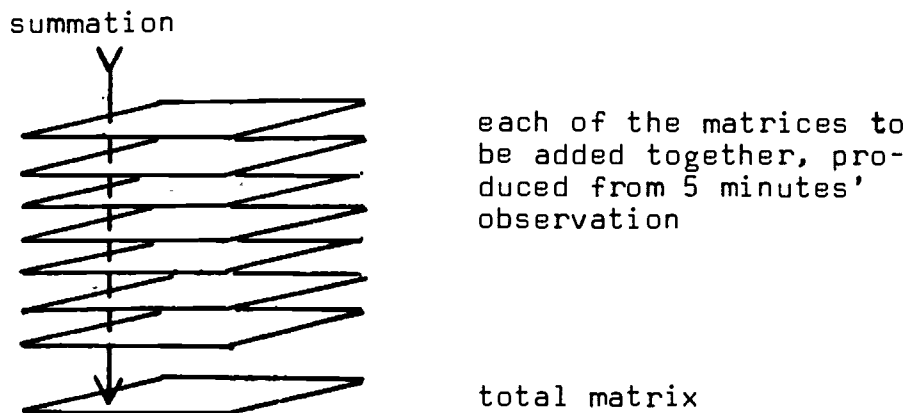 summation
each of the matrices to
be added together, pro-
duced from 5 minutes'
observation
total matrix